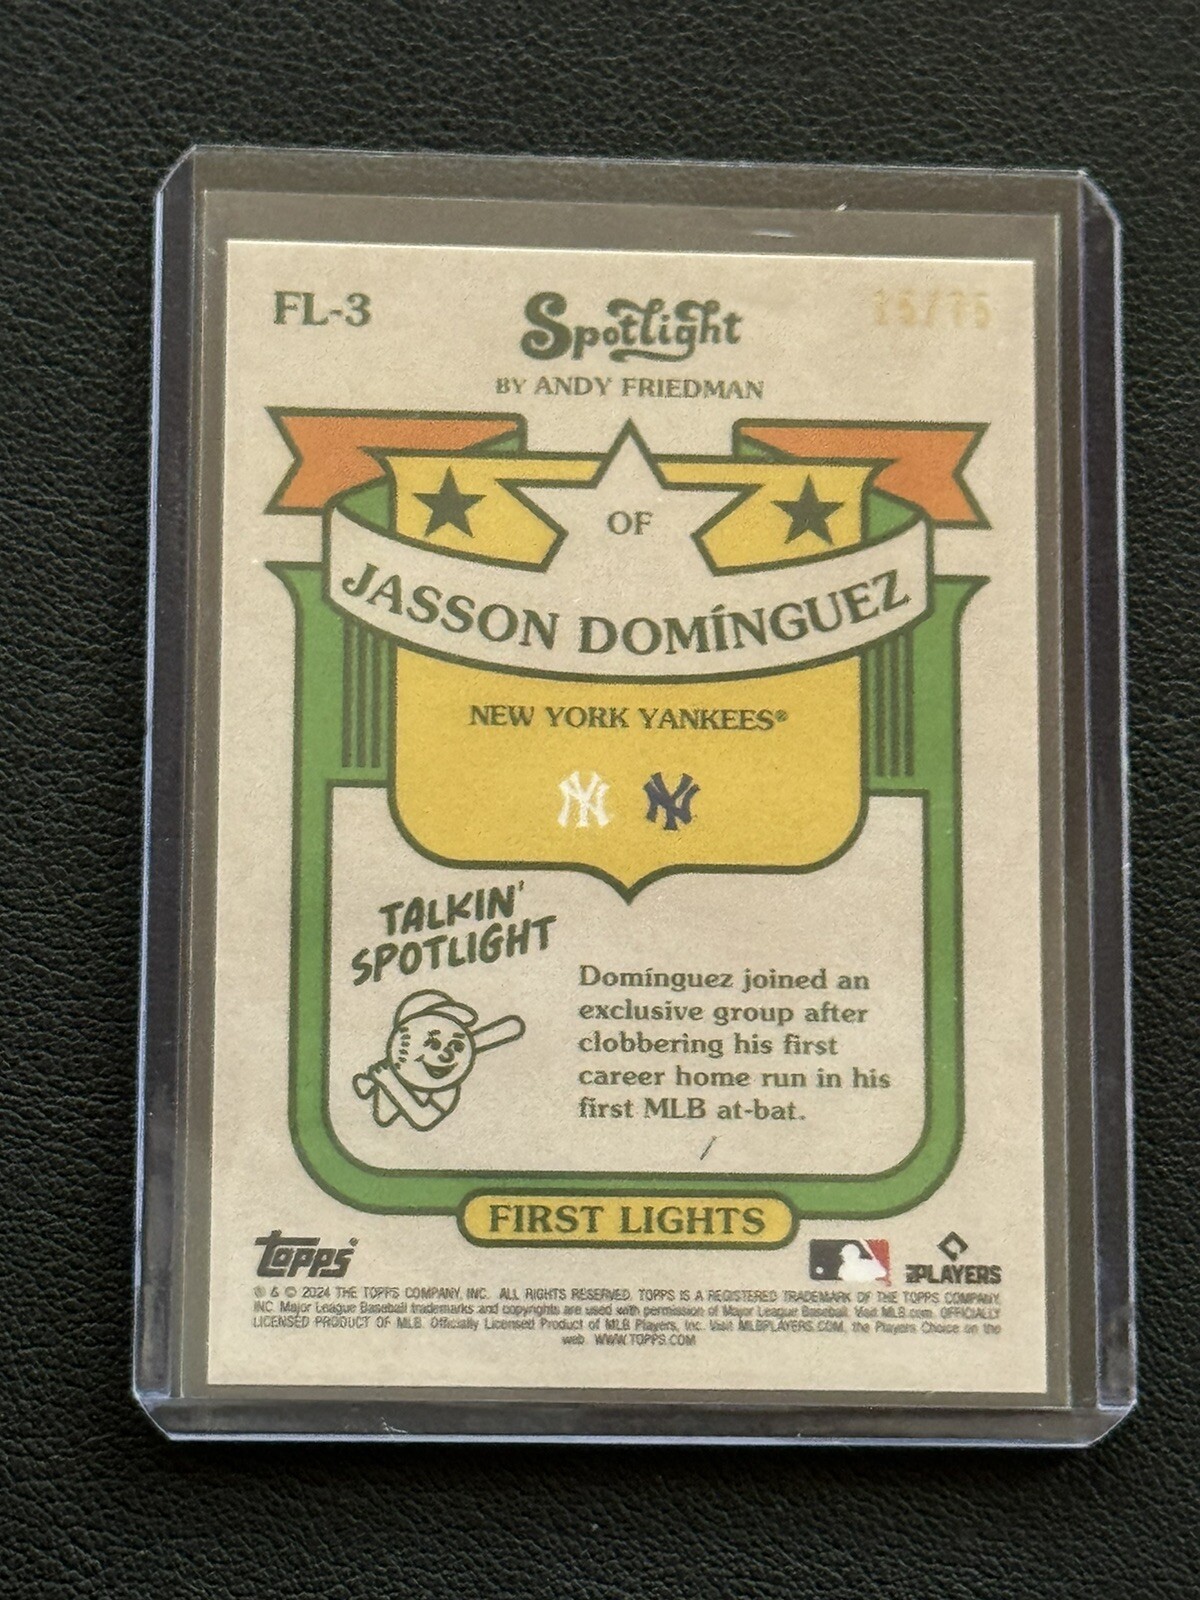 FL-3
Spotlight
15/75
BY ANDY FRIEDMAN
OF
JASSON DOMÍNGUEZ
NEW YORK YANKEES®
NY NY
TALKIN'
SPOTLIGHT
Domínguez joined an
exclusive group after
clobbering his first
career home run in his
first MLB at-bat.
FIRST LIGHTS
TOPPS®
PLAYERS
® & © 2024 THE TOPPS COMPANY, INC. ALL RIGHTS RESERVED. TOPPS IS A REGISTERED TRADEMARK OF THE TOPPS COMPANY,
INC. Major League Baseball trademarks and copyrights are used with permission of Major League Baseball. Visit MLB.com. OFFICIALLY
LICENSED PRODUCT OF MLB. Officially Licensed Product of MLB Players, Inc. Visit MLBPLAYERS.COM, the Players Choice on the
web. WWW.TOPPS.COM